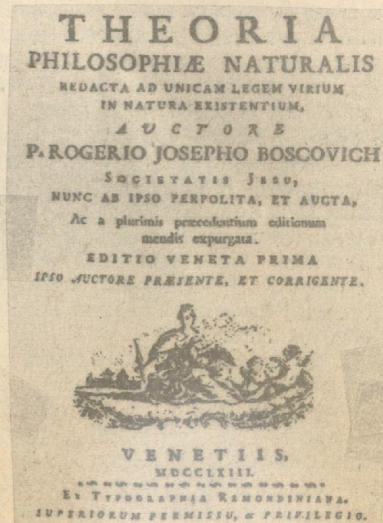 THEORIA
PHILOSOPHIÆ NATURALIS
REDACTA AD UNICAM LEGEM VIRIUM
IN NATURA EXISTENTIUM,
AUCTORE
P. ROGERIO JOSEPHO BOSCOVICH
SOCIETATIS JESU,
NUNC AB IPSO PERPOLITA, ET AUCTA,
Ac a plurimis præcedentium editionum
mendis expurgata.
EDITIO VENETA PRIMA
IPSO AUCTORE PRÆSENTE, ET CORRIGENTE.
VENETIIS,
MDCCLXIII.
EX TYPOGRAPHIA REMONDINIANA.
SUPERIORUM PERMISSU, ac PRIVILEGIO.